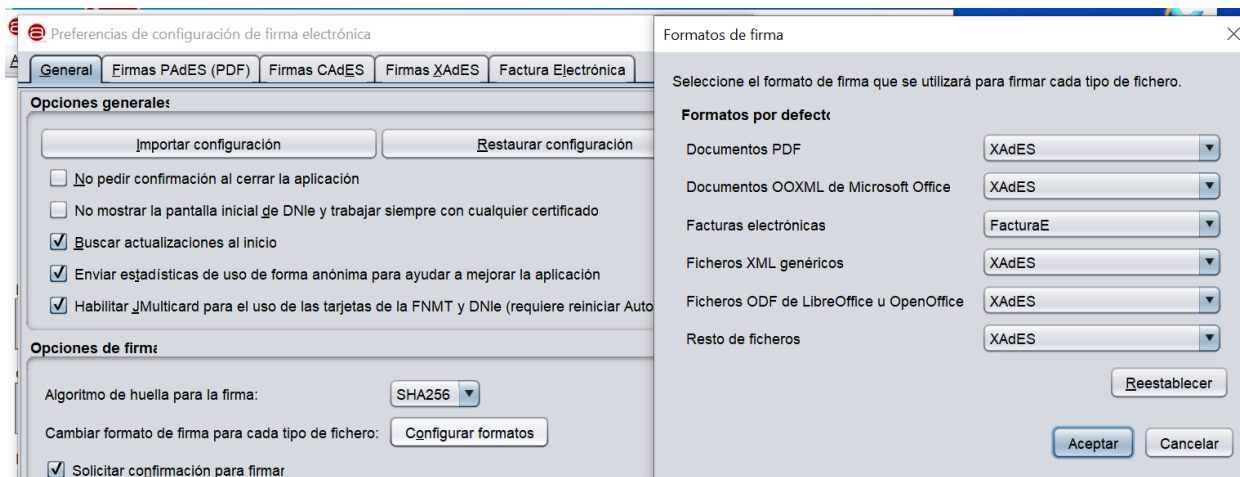 Preferencias de configuración de firma electrónica
General Firmas PAdES (PDF) Firmas CAdES Firmas XAdES Factura Electrónica
Opciones generales
Importar configuración Restaurar configuración
No pedir confirmación al cerrar la aplicación
No mostrar la pantalla inicial de DNIe y trabajar siempre con cualquier certificado
Buscar actualizaciones al inicio
Enviar estadísticas de uso de forma anónima para ayudar a mejorar la aplicación
Habilitar JMulticard para el uso de las tarjetas de la FNMT y DNIe (requiere reiniciar Auto
Opciones de firma
Algoritmo de huella para la firma: SHA256
Cambiar formato de firma para cada tipo de fichero: Configurar formatos
Solicitar confirmación para firmar
Formatos de firma
Seleccione el formato de firma que se utilizará para firmar cada tipo de fichero.
Formatos por defecto
Documentos PDF XAdES
Documentos OOXML de Microsoft Office XAdES
Facturas electrónicas FacturaE
Ficheros XML genéricos XAdES
Ficheros ODF de LibreOffice u OpenOffice XAdES
Resto de ficheros XAdES
Reestablecer
Aceptar Cancelar